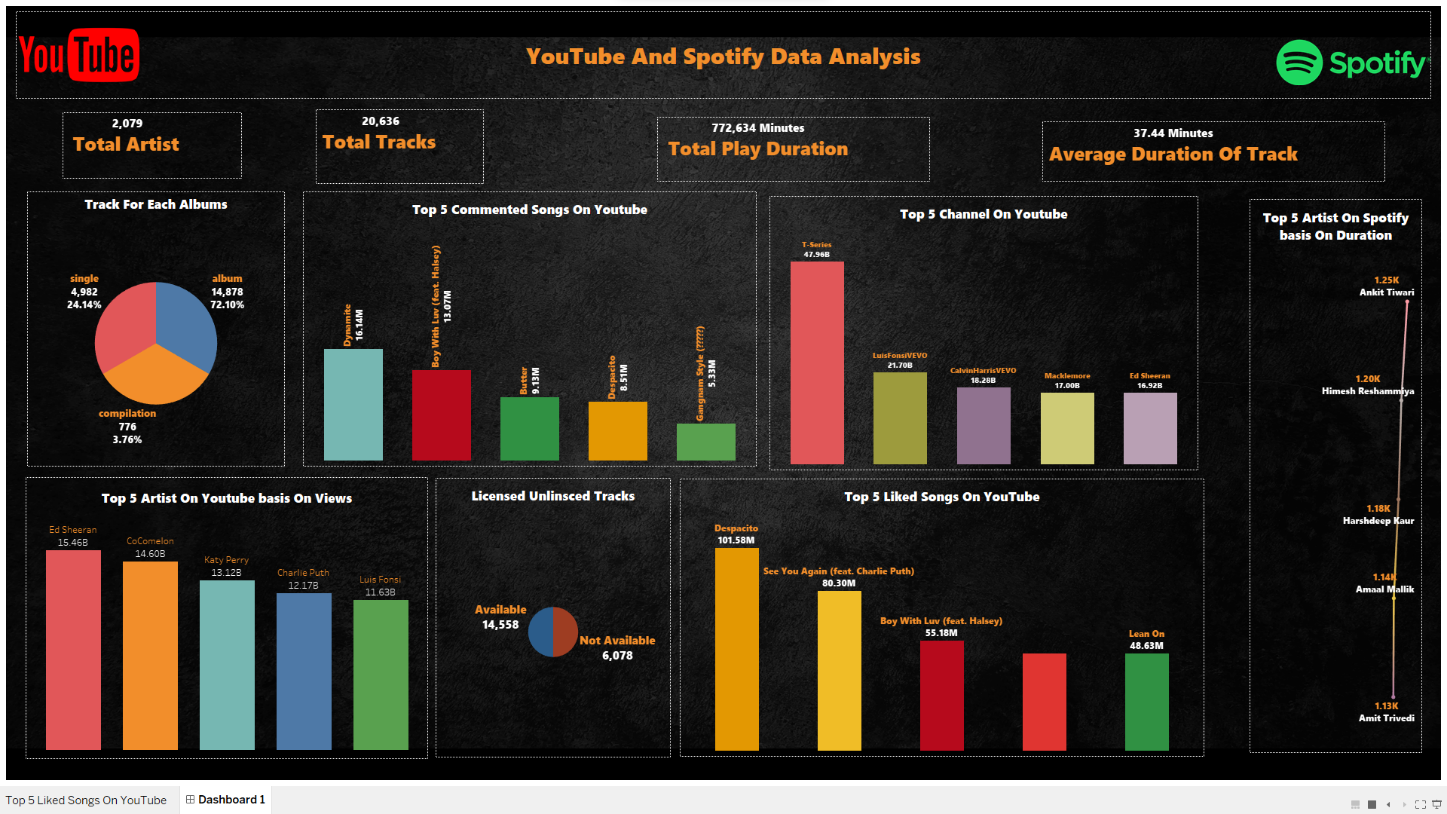 YouTube
YouTube And Spotify Data Analysis
Spotify
2,079
Total Artist
20,636
Total Tracks
772,634 Minutes
Total Play Duration
37.44 Minutes
Average Duration Of Track
Track For Each Albums
single
4,982
24.14%
album
14,878
72.10%
compilation
776
3.76%
Top 5 Commented Songs On Youtube
Dynamite
16.14M
Boy With Luv (feat. Halsey)
13.07M
Butter
9.13M
Despacito
8.51M
Gangnam Style (?????)
5.33M
Top 5 Channel On Youtube
T-Series
47.96B
LuisFonsiVEVO
21.70B
CalvinHarrisVEVO
18.28B
Macklemore
17.00B
Ed Sheeran
16.92B
Top 5 Artist On Spotify
basis On Duration
1.25K
Ankit Tiwari
1.20K
Himesh Reshammiya
1.18K
Harshdeep Kaur
1.14K
Amaal Mallik
1.13K
Amit Trivedi
Top 5 Artist On Youtube basis On Views
Ed Sheeran
15.46B
CoComelon
14.60B
Katy Perry
13.12B
Charlie Puth
12.17B
Luis Fonsi
11.63B
Licensed Unlinsced Tracks
Available
14,558
Not Available
6,078
Top 5 Liked Songs On YouTube
Despacito
101.58M
See You Again (feat. Charlie Puth)
80.30M
Boy With Luv (feat. Halsey)
55.18M
Lean On
48.63M
Top 5 Liked Songs On YouTube
Dashboard 1